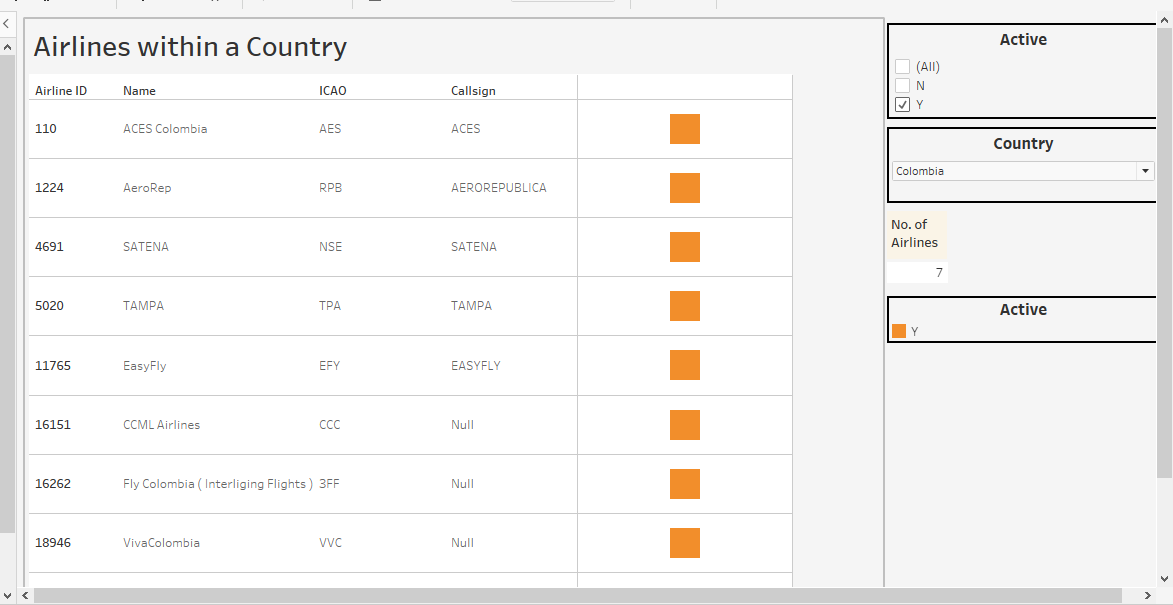 Airlines within a Country
Airline ID Name ICAO Callsign
110 ACES Colombia AES ACES
1224 AeroRep RPB AEROREPUBLICA
4691 SATENA NSE SATENA
5020 TAMPA TPA TAMPA
11765 EasyFly EFY EASYFLY
16151 CCML Airlines CCC Null
16262 Fly Colombia ( Interliging Flights ) 3FF Null
18946 VivaColombia VVC Null
Active
(All)
N
Y
Country
Colombia
No. of
Airlines
7
Active
Y